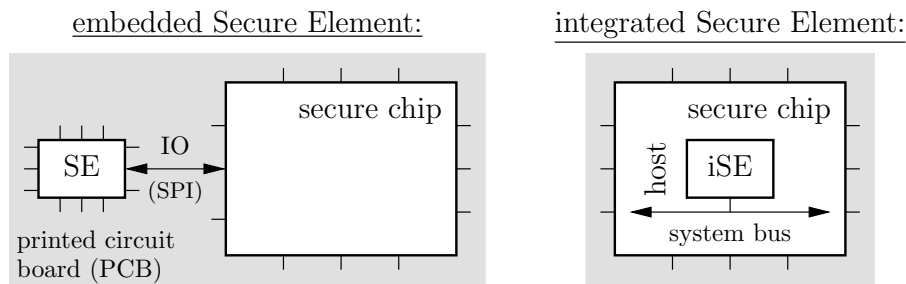 embedded Secure Element:
SE
IO
(SPI)
secure chip
printed circuit
board (PCB)
integrated Secure Element:
secure chip
host
iSE
system bus